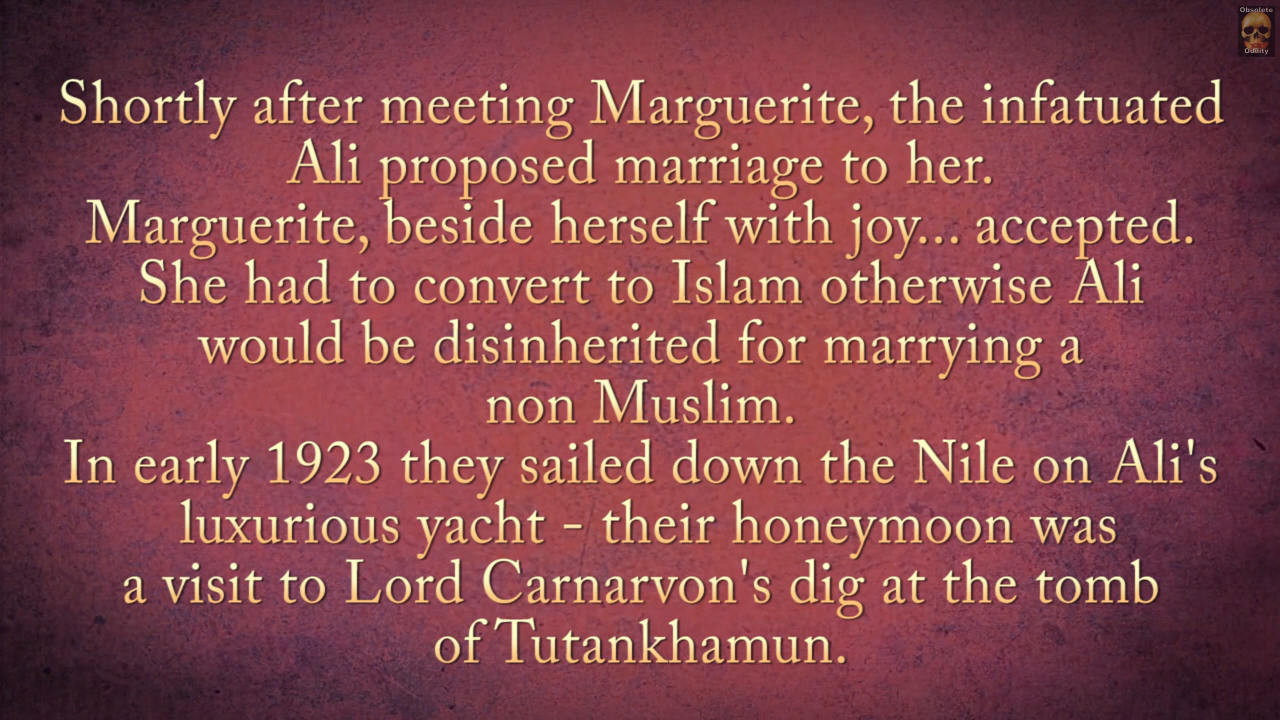 Obsolete
Oddity
Shortly after meeting Marguerite, the infatuated
Ali proposed marriage to her.
Marguerite, beside herself with joy... accepted.
She had to convert to Islam otherwise Ali
would be disinherited for marrying a
non Muslim.
In early 1923 they sailed down the Nile on Ali's
luxurious yacht - their honeymoon was
a visit to Lord Carnarvon's dig at the tomb
of Tutankhamun.